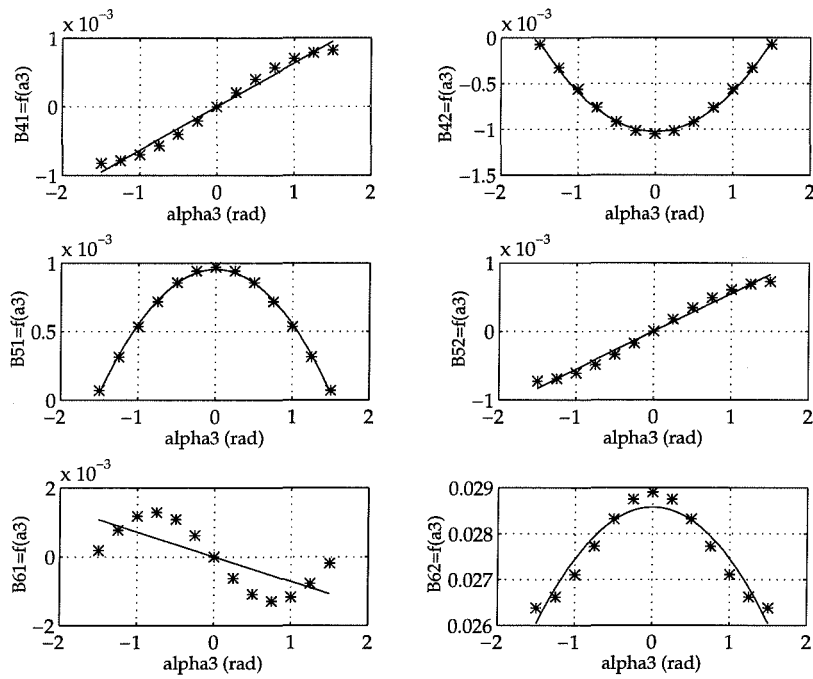 x 10⁻³
1
0
−1
B41=f(a3)
−2
−1
0
1
2
alpha3 (rad)
x 10⁻³
0
−0.5
−1
−1.5
B42=f(a3)
−2
−1
0
1
2
alpha3 (rad)
x 10⁻³
1
0.5
0
B51=f(a3)
−2
−1
0
1
2
alpha3 (rad)
x 10⁻³
1
0
−1
B52=f(a3)
−2
−1
0
1
2
alpha3 (rad)
x 10⁻³
2
0
−2
B61=f(a3)
−2
−1
0
1
2
alpha3 (rad)
0.029
0.028
0.027
0.026
B62=f(a3)
−2
−1
0
1
2
alpha3 (rad)